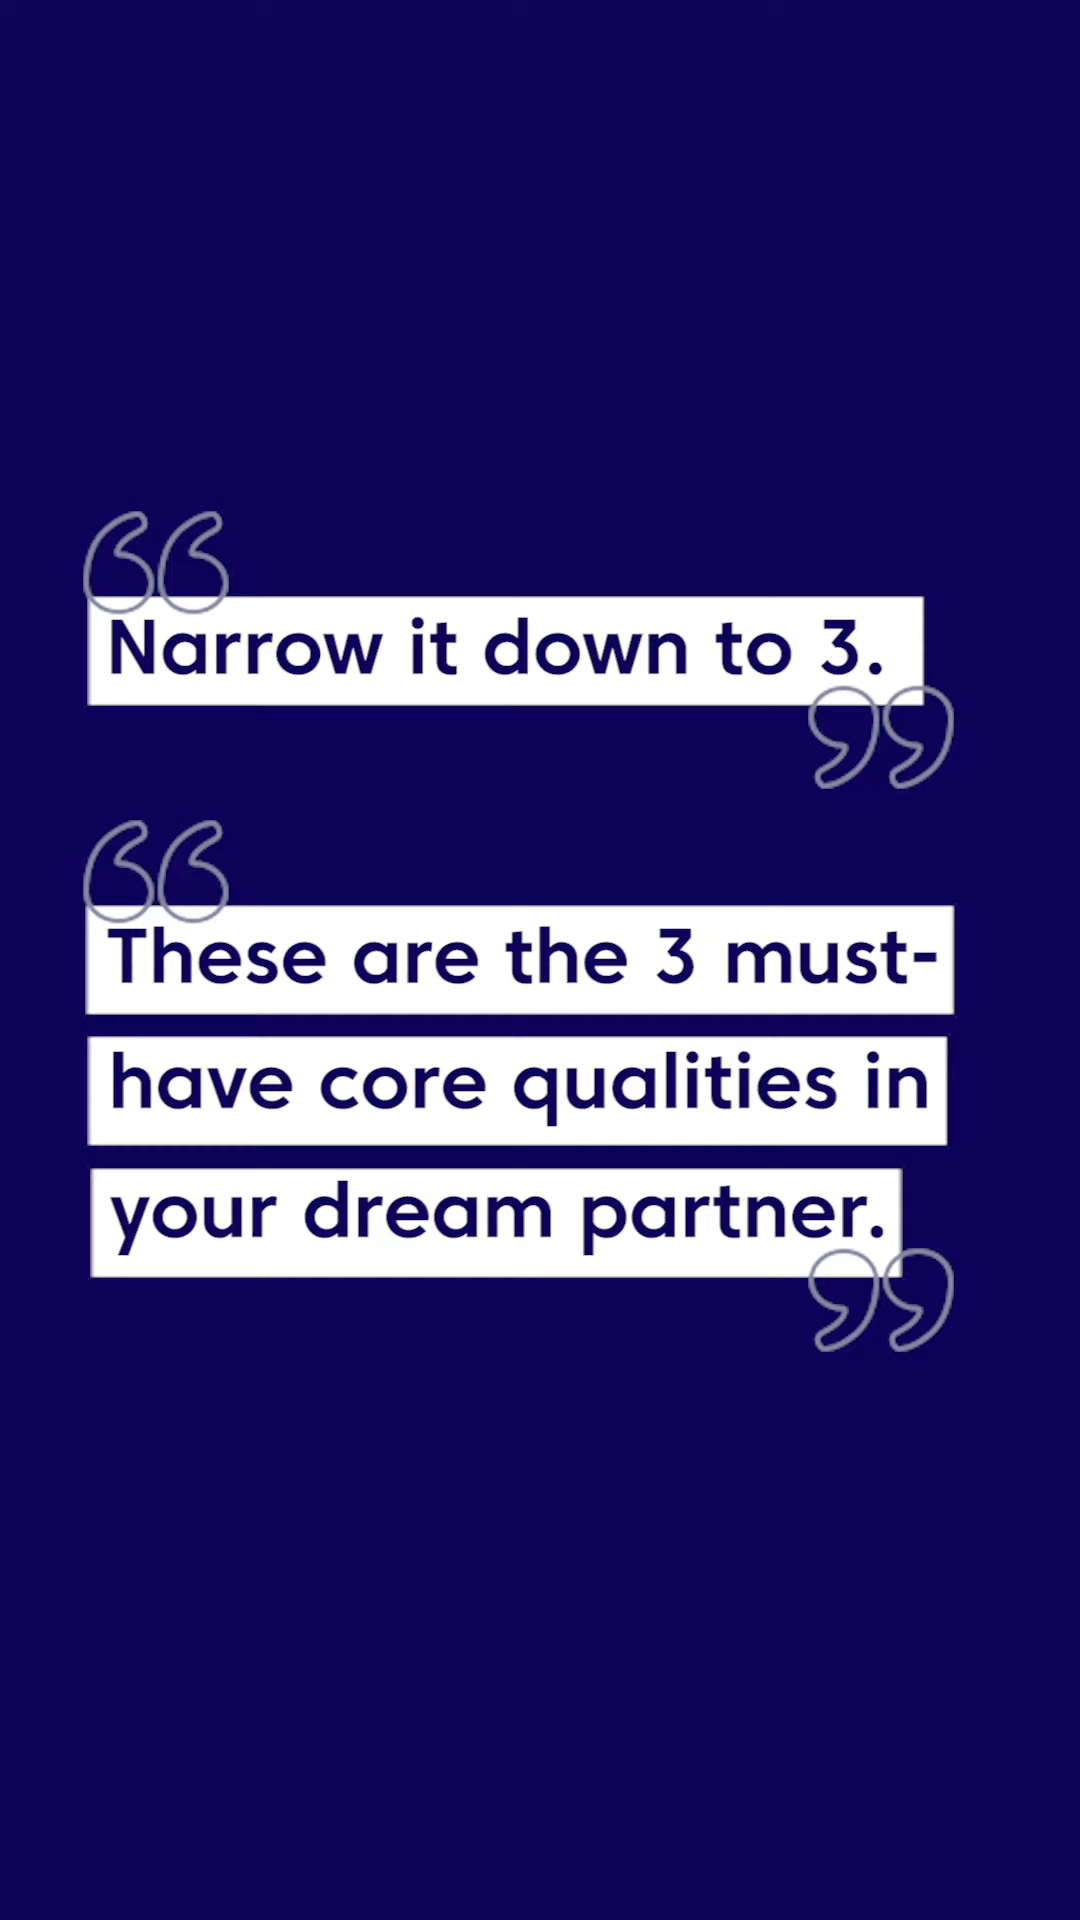 Narrow it down to 3.
These are the 3 must-
have core qualities in
your dream partner.